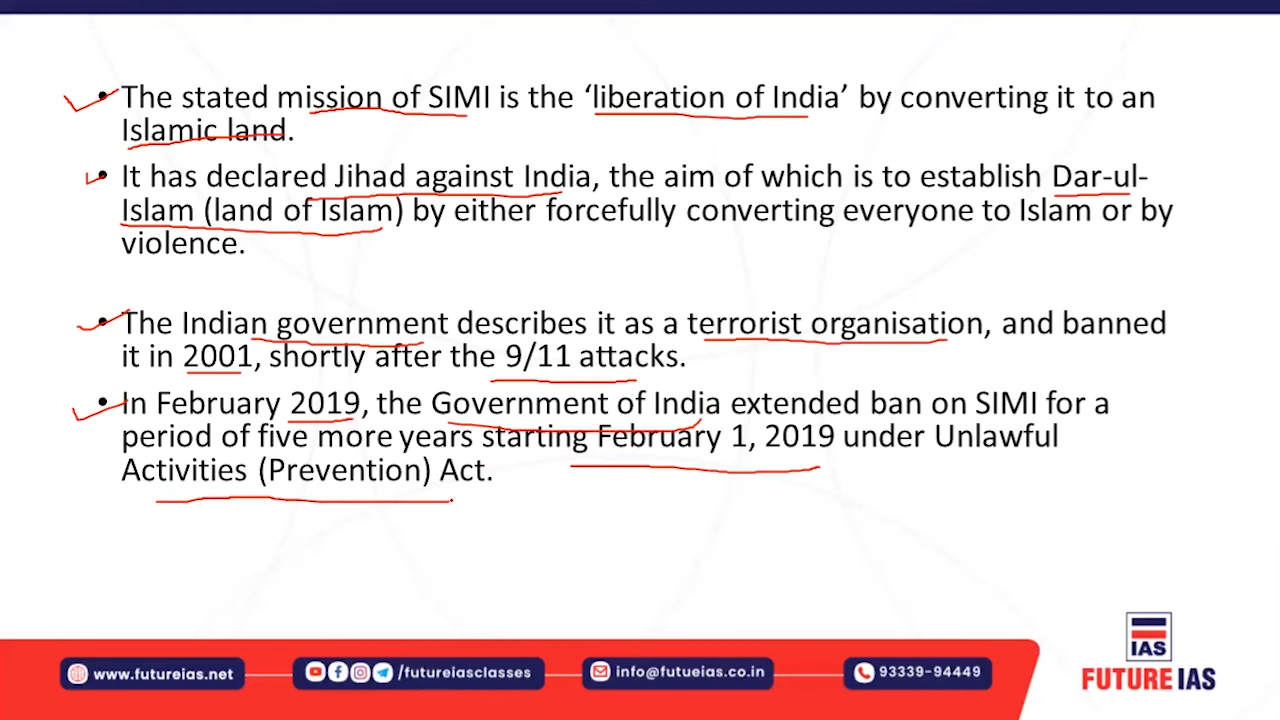 • The stated mission of SIMI is the ‘liberation of India’ by converting it to an
Islamic land.
• It has declared Jihad against India, the aim of which is to establish Dar-ul-
Islam (land of Islam) by either forcefully converting everyone to Islam or by
violence.
• The Indian government describes it as a terrorist organisation, and banned
it in 2001, shortly after the 9/11 attacks.
• In February 2019, the Government of India extended ban on SIMI for a
period of five more years starting February 1, 2019 under Unlawful
Activities (Prevention) Act.
www.futureias.net
/futureiasclasses
info@futueias.co.in
93339-94449
IAS
FUTURE IAS